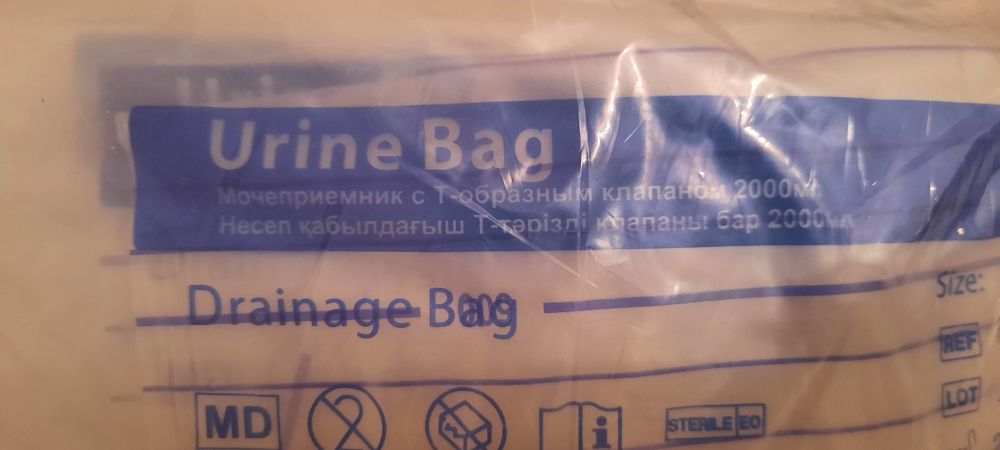 Urine Bag
Мочеприемник с Т-образным клапаном 2000мл
Несеп қабылдағыш Т-тәрізді клапаны бар 2000мл
Drainage Bag
Size:
REF
LOT
MD
2
i
STERILE EO